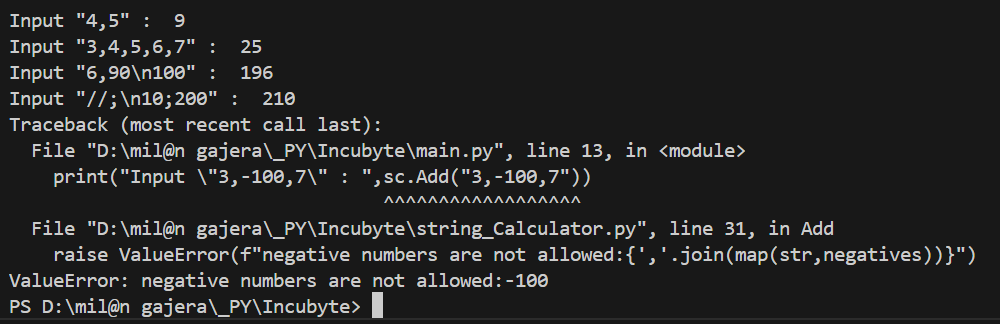 Input "4,5" :  9
Input "3,4,5,6,7" :  25
Input "6,90\n100" :  196
Input "//;\n10;200" :  210
Traceback (most recent call last):
  File "D:\mil@n gajera\_PY\Incubyte\main.py", line 13, in <module>
    print("Input \"3,-100,7\" : ",sc.Add("3,-100,7"))
                                  ^^^^^^^^^^^^^^^^^^
  File "D:\mil@n gajera\_PY\Incubyte\string_Calculator.py", line 31, in Add
    raise ValueError(f"negative numbers are not allowed:{','.join(map(str,negatives))}")
ValueError: negative numbers are not allowed:-100
PS D:\mil@n gajera\_PY\Incubyte>